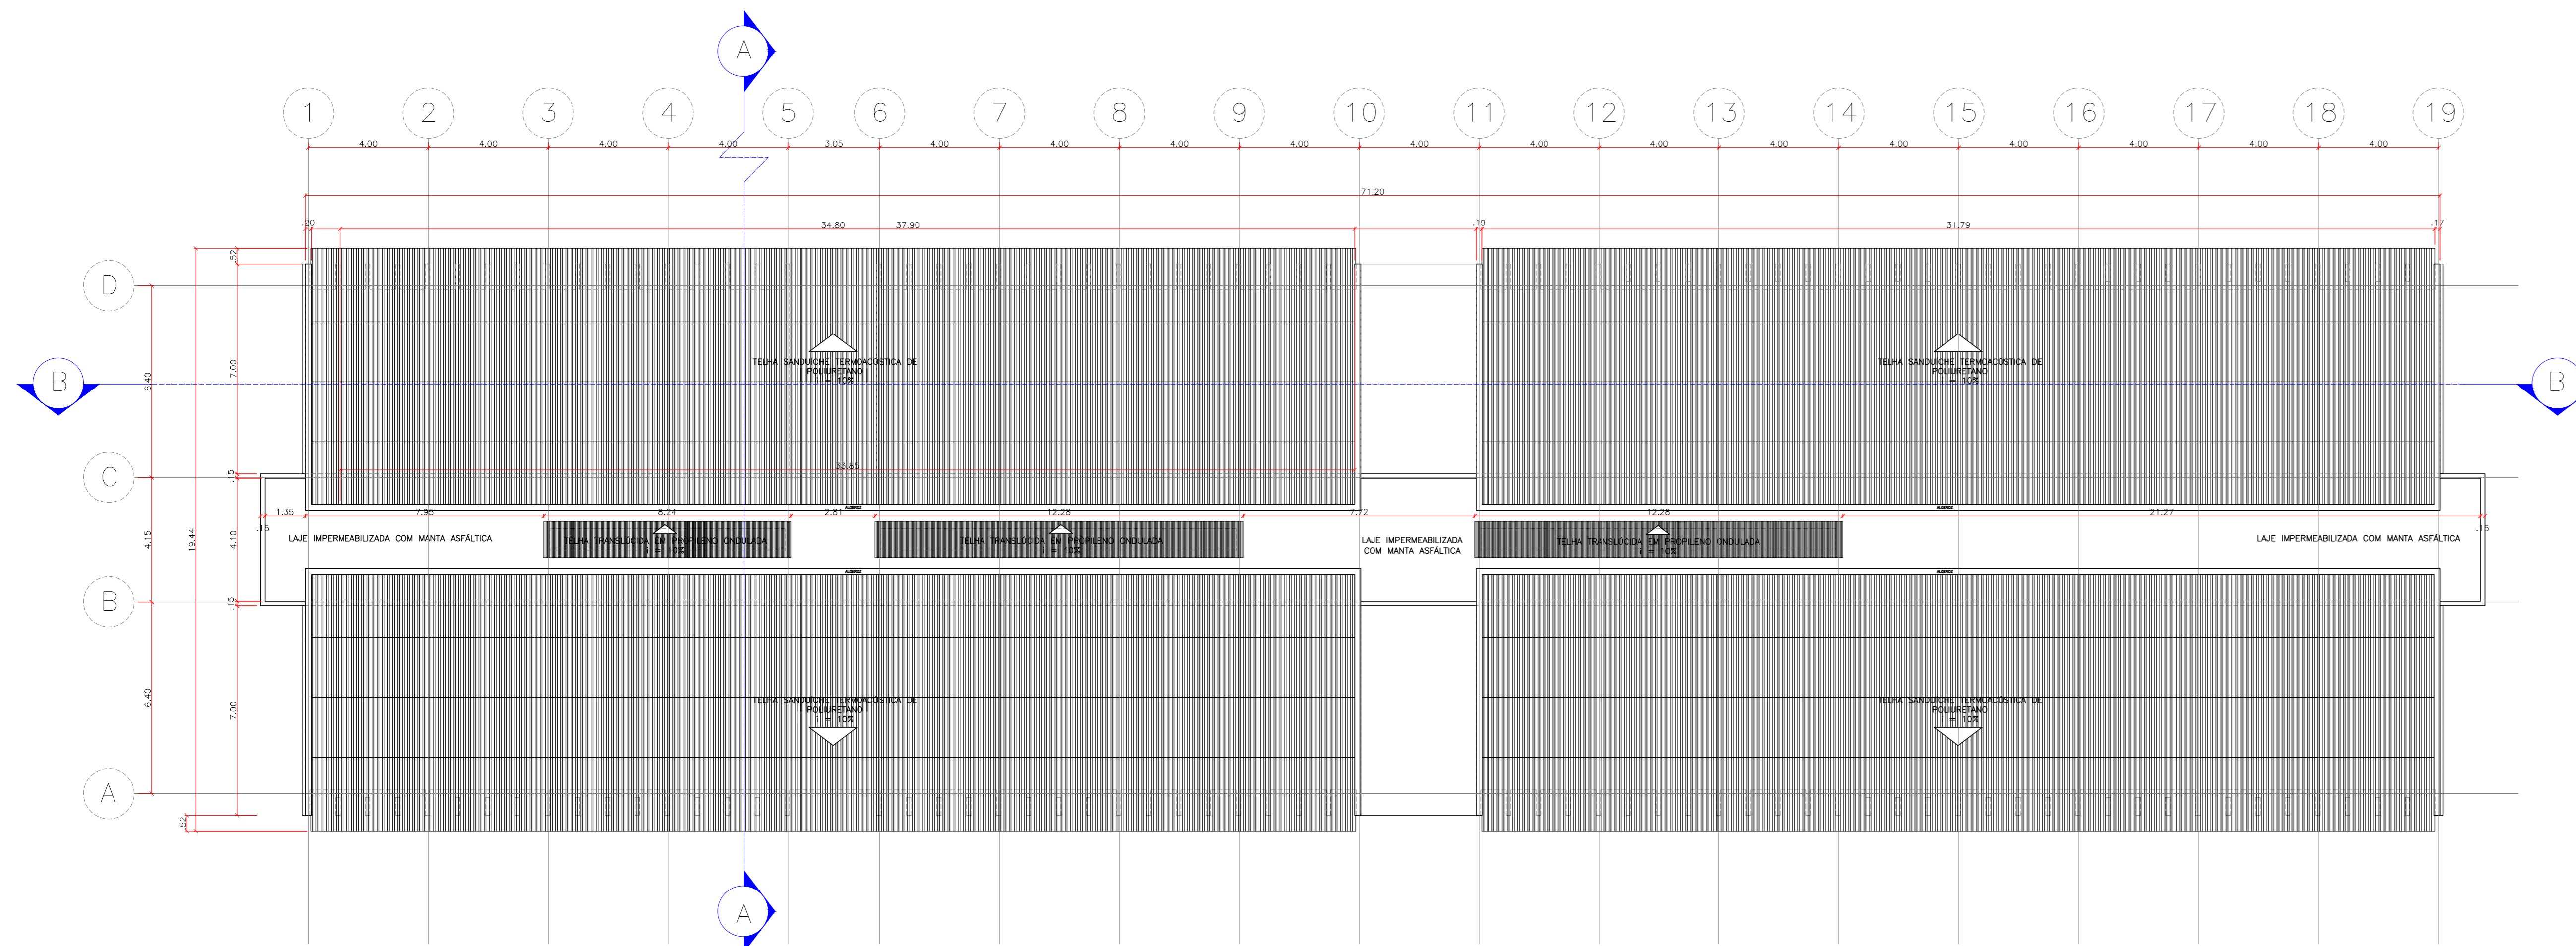 A
1 2 3 4 5 6 7 8 9 10 11 12 13 14 15 16 17 18 19
4.00 4.00 4.00 4.00 3.05 4.00 4.00 4.00 4.00 4.00 4.00 4.00 4.00 4.00 4.00 4.00 4.00 4.00
71.20
.20 34.80 37.90 .19 31.79 .17
.52
D
TELHA SANDUICHE TERMOACÚSTICA DE
POLIURETANO
i = 10%
TELHA SANDUICHE TERMOACÚSTICA DE
POLIURETANO
i = 10%
7.00
6.40
B
B
33.85
C
.15
ALGEROZ
ALGEROZ
.15 1.35 7.95 8.24 2.81 12.28 7.72 12.28 21.27 .15
4.15
19.44
4.10
LAJE IMPERMEABILIZADA COM MANTA ASFÁLTICA
TELHA TRANSLÚCIDA EM PROPILENO ONDULADA
i = 10%
TELHA TRANSLÚCIDA EM PROPILENO ONDULADA
i = 10%
LAJE IMPERMEABILIZADA
COM MANTA ASFÁLTICA
TELHA TRANSLÚCIDA EM PROPILENO ONDULADA
i = 10%
LAJE IMPERMEABILIZADA COM MANTA ASFÁLTICA
ALGEROZ
ALGEROZ
B
.15
6.40
7.00
TELHA SANDUICHE TERMOACÚSTICA DE
POLIURETANO
i = 10%
TELHA SANDUICHE TERMOACÚSTICA DE
POLIURETANO
i = 10%
A
.52
A